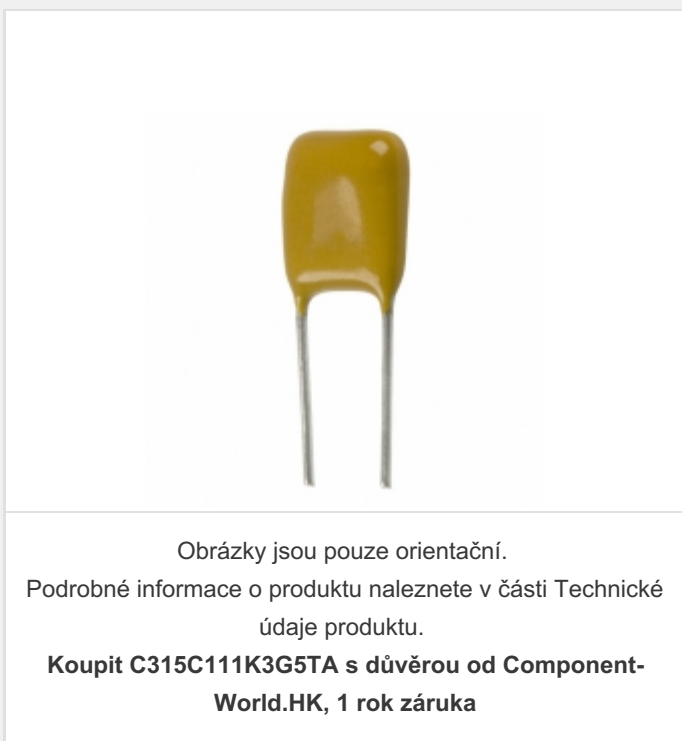 Obrázky jsou pouze orientační.
Podrobné informace o produktu naleznete v části Technické
údaje produktu.
Koupit C315C111K3G5TA s důvěrou od Component-
World.HK, 1 rok záruka